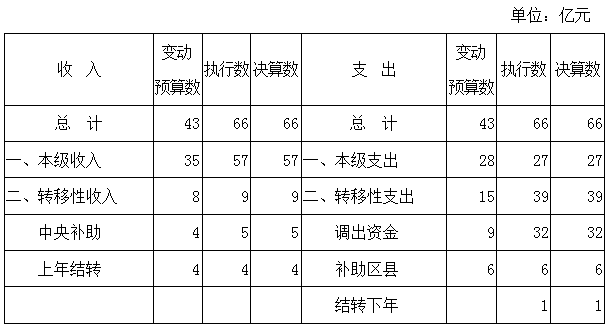 单位：亿元
收 入 变动预算数 执行数 决算数 支 出 变动预算数 执行数 决算数
总 计 43 66 66 总 计 43 66 66
一、本级收入 35 57 57 一、本级支出 28 27 27
二、转移性收入 8 9 9 二、转移性支出 15 39 39
中央补助 4 5 5 调出资金 9 32 32
上年结转 4 4 4 补助区县 6 6 6
结转下年 1 1